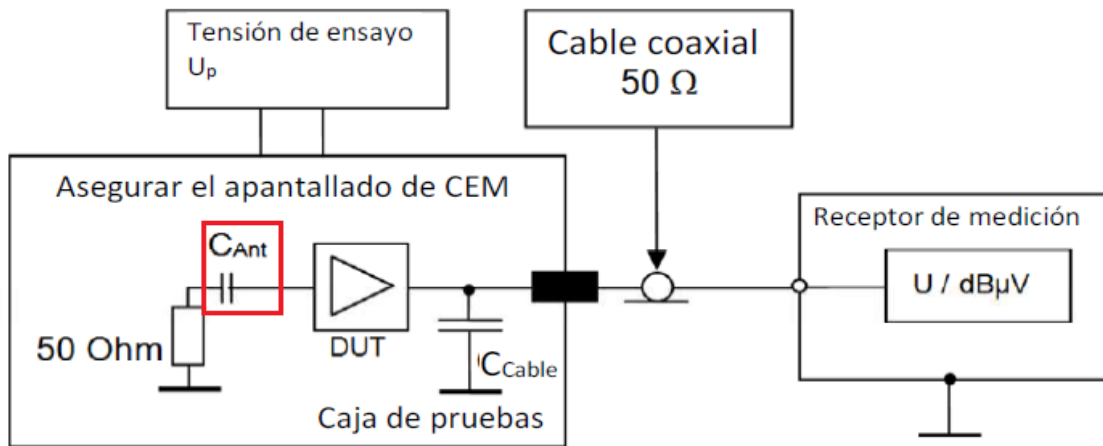 Tensión de ensayo
Up
Cable coaxial
50 Ω
Asegurar el apantallado de CEM
Receptor de medición
CAnt
U / dBµV
50 Ohm
DUT
CCable
Caja de pruebas